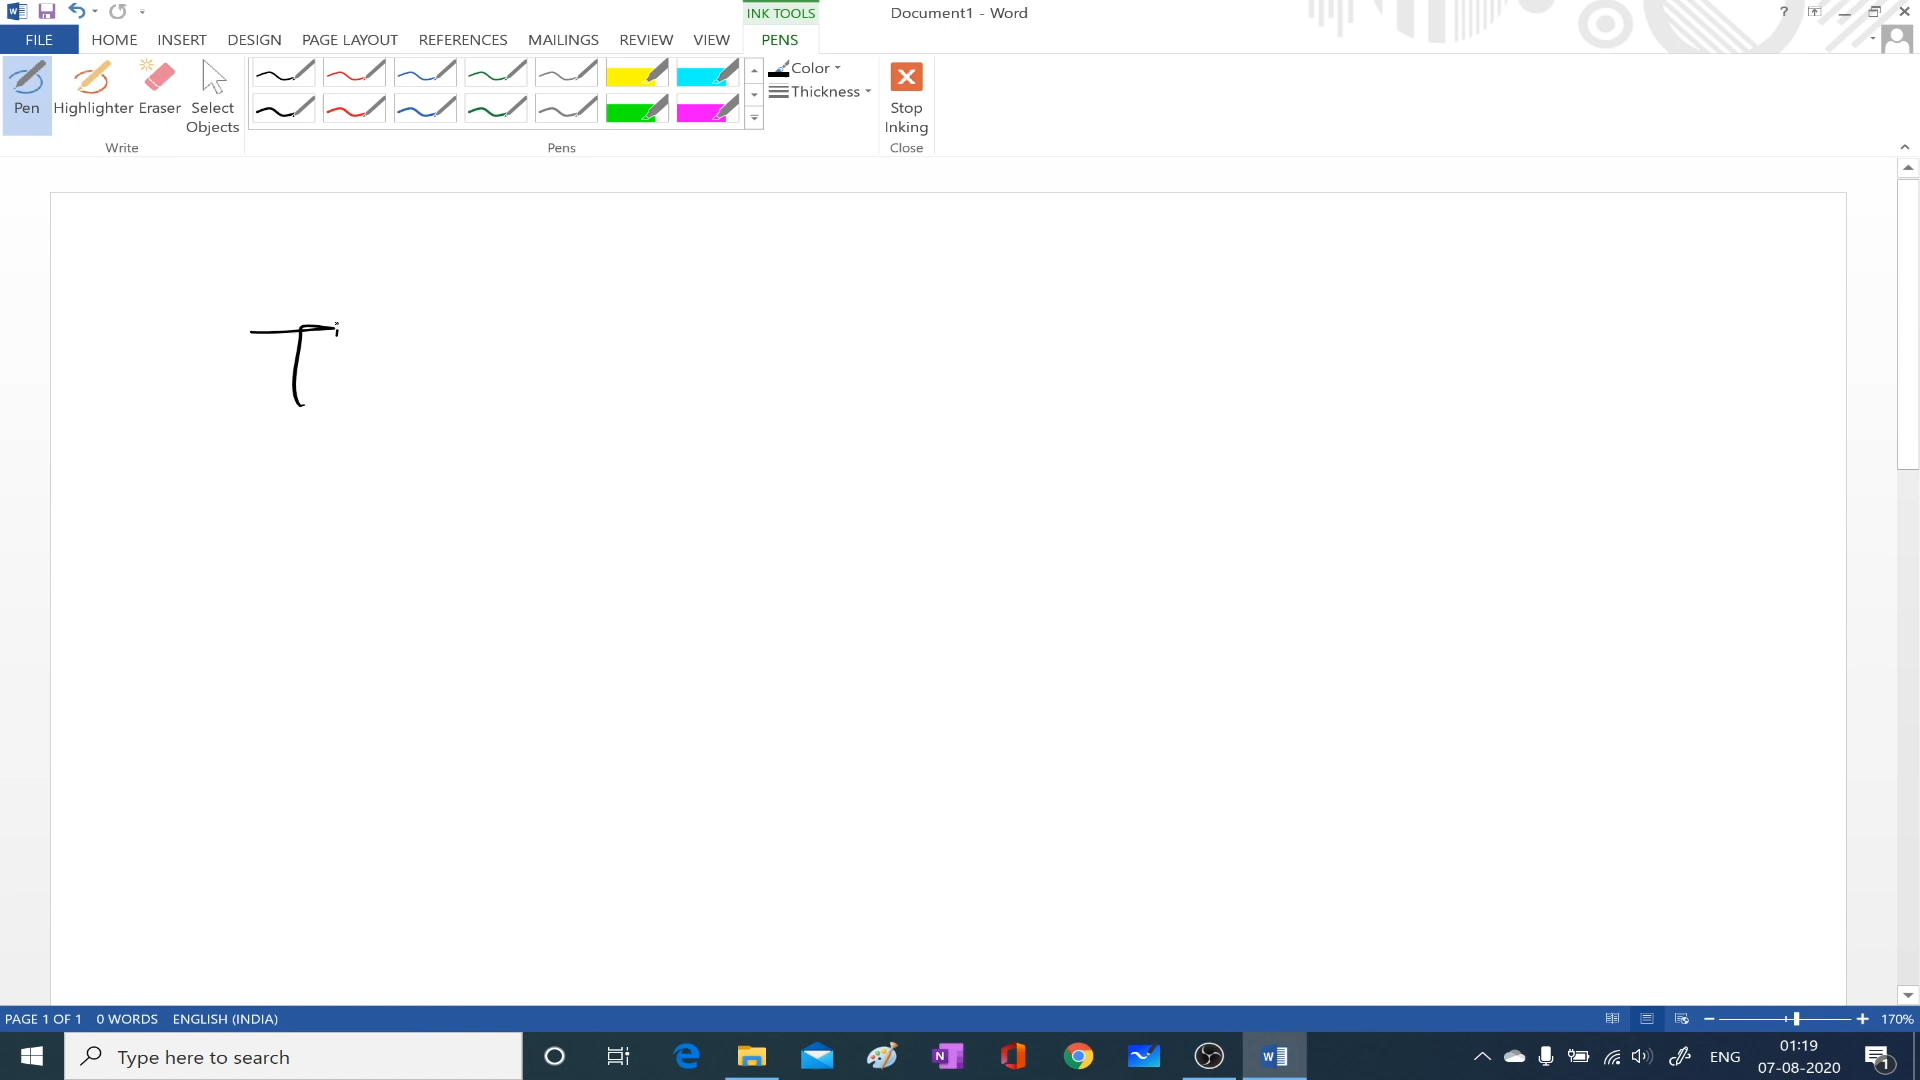 INK TOOLS
Document1 - Word
?
FILE HOME INSERT DESIGN PAGE LAYOUT REFERENCES MAILINGS REVIEW VIEW PENS
Pen Highlighter Eraser Select Objects
Color
Thickness
Stop Inking
Write Pens Close
T
PAGE 1 OF 1 0 WORDS ENGLISH (INDIA) 170%
Type here to search
ENG
01:19
07-08-2020
1